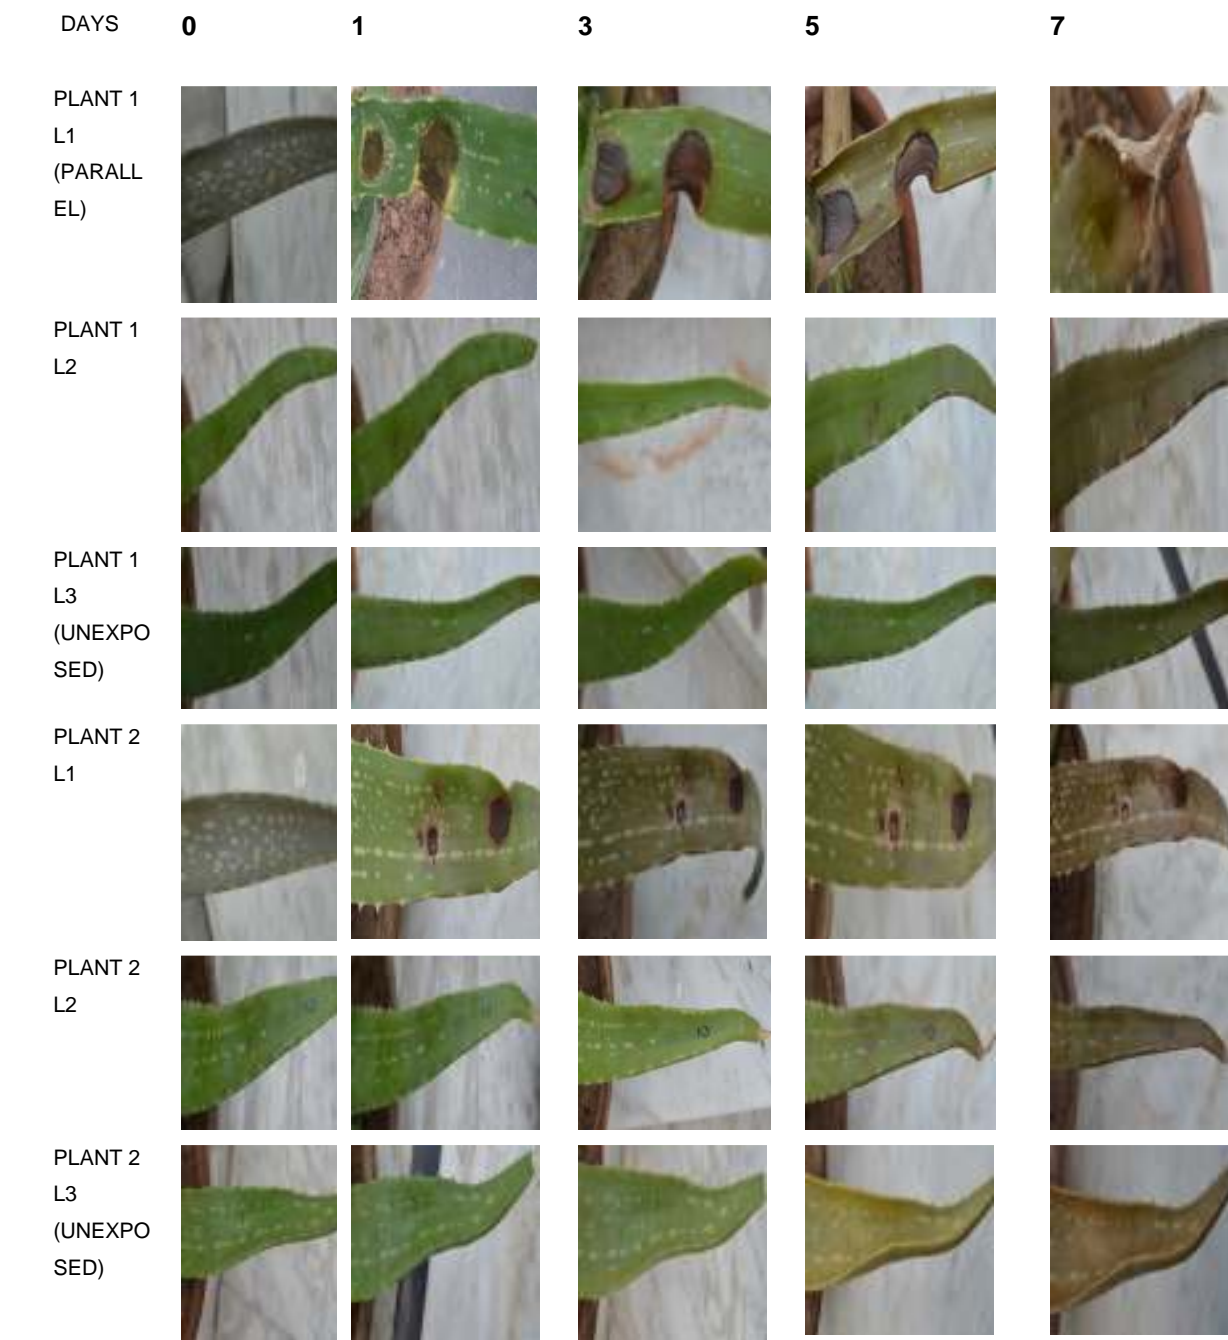 DAYS 0 1 3 5 7
PLANT 1
L1
(PARALL
EL)
PLANT 1
L2
PLANT 1
L3
(UNEXPO
SED)
PLANT 2
L1
PLANT 2
L2
PLANT 2
L3
(UNEXPO
SED)